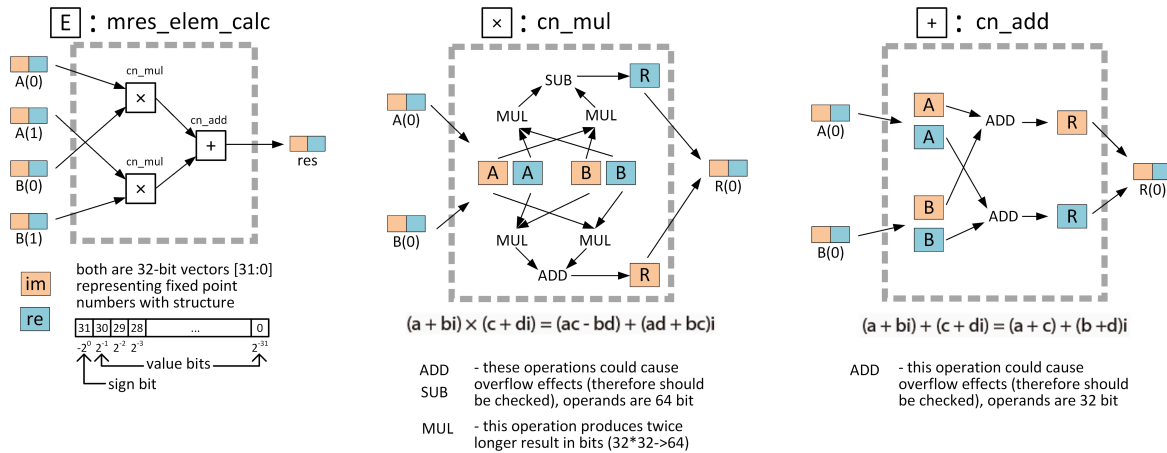 E : mres_elem_calc
A(0)
A(1)
B(0)
B(1)
cn_mul
×
cn_mul
×
cn_add
+
res
im
re
both are 32-bit vectors [31:0]
representing fixed point
numbers with structure
31 30 29 28 ... 0
-2⁰ 2⁻¹ 2⁻² 2⁻³ 2⁻³¹
value bits
sign bit
× : cn_mul
A(0)
B(0)
SUB
R
MUL MUL
A A B B
MUL MUL
ADD
R
R(0)
(a + bi) × (c + di) = (ac - bd) + (ad + bc)i
ADD
SUB
- these operations could cause
overflow effects (therefore should
be checked), operands are 64 bit
MUL - this operation produces twice
longer result in bits (32*32->64)
+ : cn_add
A(0)
B(0)
A
A
B
B
ADD
ADD
R
R
R(0)
(a + bi) + (c + di) = (a + c) + (b +d)i
ADD - this operation could cause
overflow effects (therefore should
be checked), operands are 32 bit